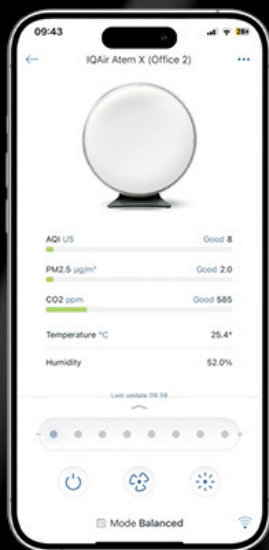 09:43 28
IQAir Atem X (Office 2)
AQI US Good 8
PM2.5 µg/m³ Good 2.0
CO2 ppm Good 585
Temperature °C 25.4°
Humidity 52.0%
Last update 09:39
Mode Balanced